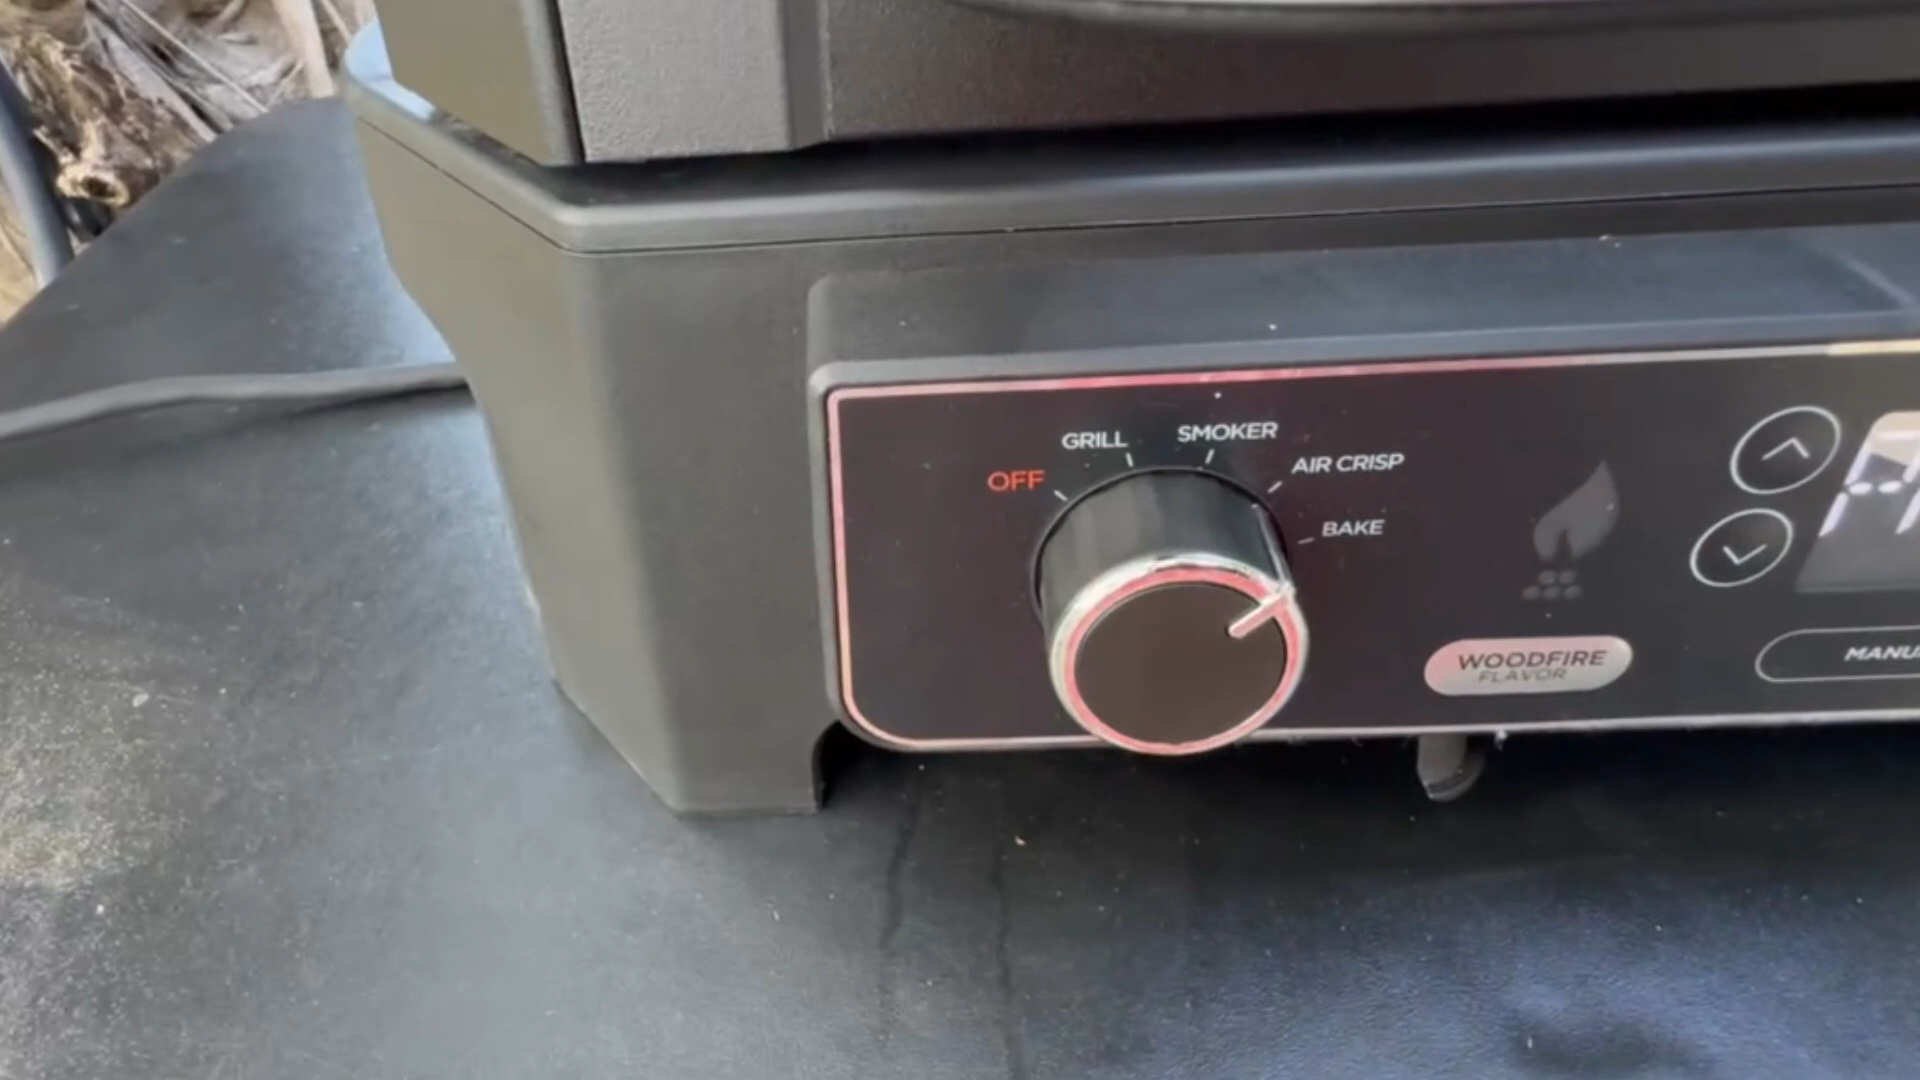 GRILL
SMOKER
OFF
AIR CRISP
BAKE
WOODFIRE
FLAVOR